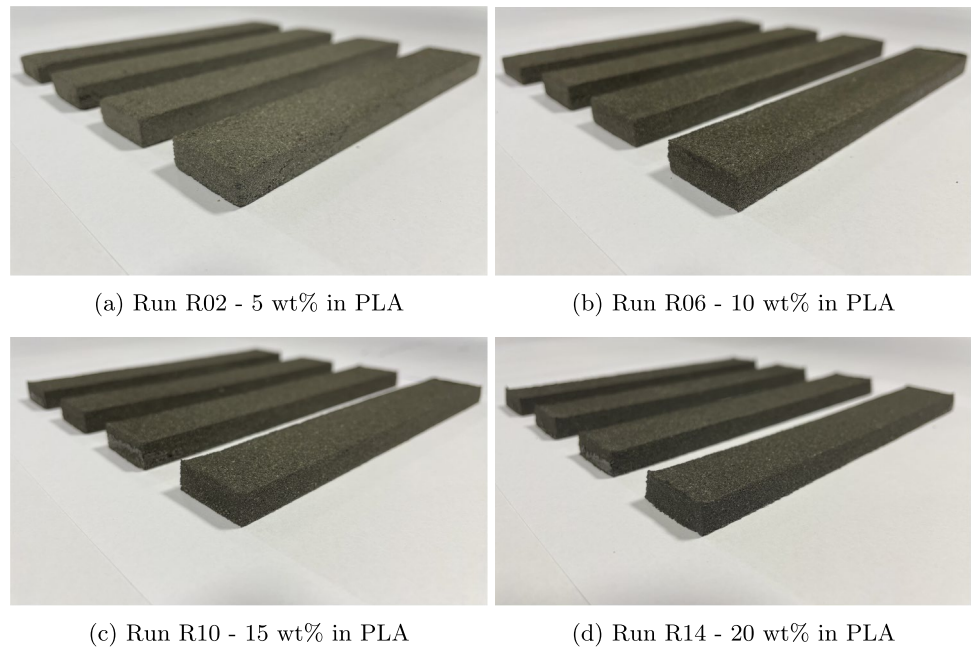 (a) Run R02 - 5 wt% in PLA
(b) Run R06 - 10 wt% in PLA
(c) Run R10 - 15 wt% in PLA
(d) Run R14 - 20 wt% in PLA